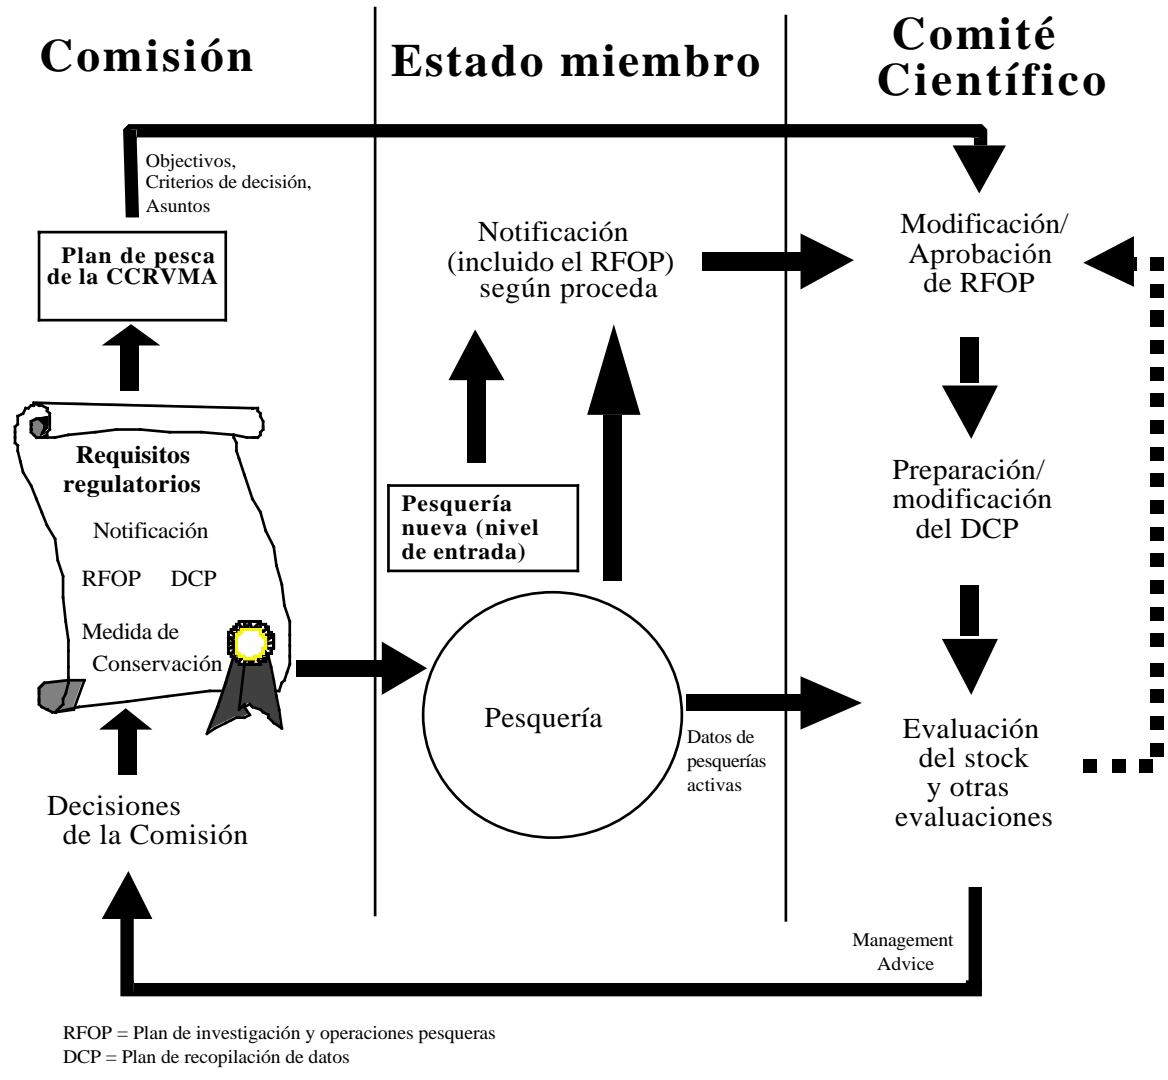 Comisión
Estado miembro
Comité
Científico
Objectivos,
Criterios de decisión,
Asuntos
Plan de pesca
de la CCRVMA
Requisitos
regulatorios
Notificación
RFOP DCP
Medida de
Conservación
Decisiones
de la Comisión
Notificación
(incluido el RFOP)
según proceda
Pesquería
nueva (nivel
de entrada)
Pesquería
Datos de
pesquerías
activas
Modificación/
Aprobación
de RFOP
Preparación/
modificación
del DCP
Evaluación
del stock
y otras
evaluaciones
Management
Advice
RFOP = Plan de investigación y operaciones pesqueras
DCP = Plan de recopilación de datos